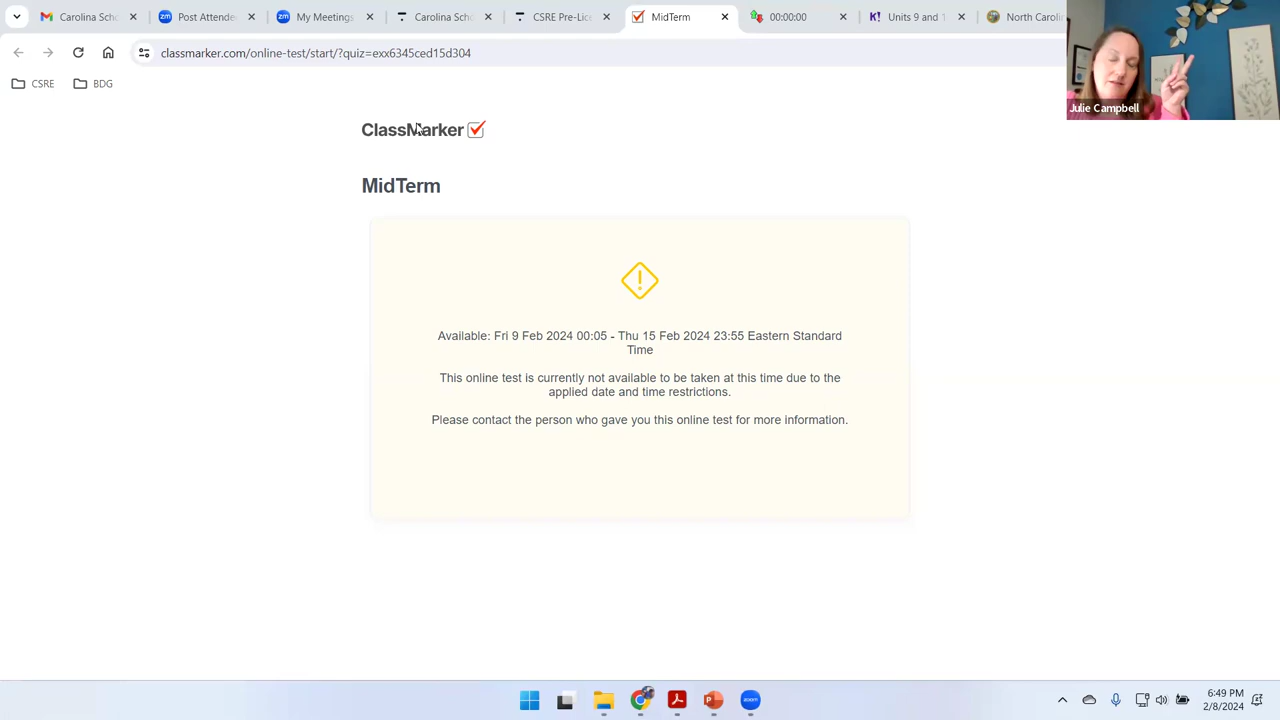 Carolina Sch
Post Attende
My Meetings
Carolina Sch
CSRE Pre-Lice
MidTerm
00:00:00
K! Units 9 and 1
North Caroli
classmarker.com/online-test/start/?quiz=exx6345ced15d304
CSRE
BDG
Julie Campbell
ClassMarker
MidTerm
Available: Fri 9 Feb 2024 00:05 - Thu 15 Feb 2024 23:55 Eastern Standard
Time
This online test is currently not available to be taken at this time due to the
applied date and time restrictions.
Please contact the person who gave you this online test for more information.
6:49 PM
2/8/2024